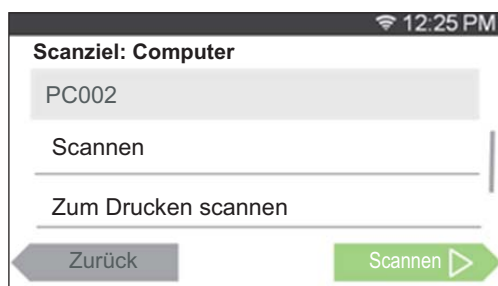 12:25 PM
Scanziel: Computer
PC002
Scannen
Zum Drucken scannen
Zurück
Scannen